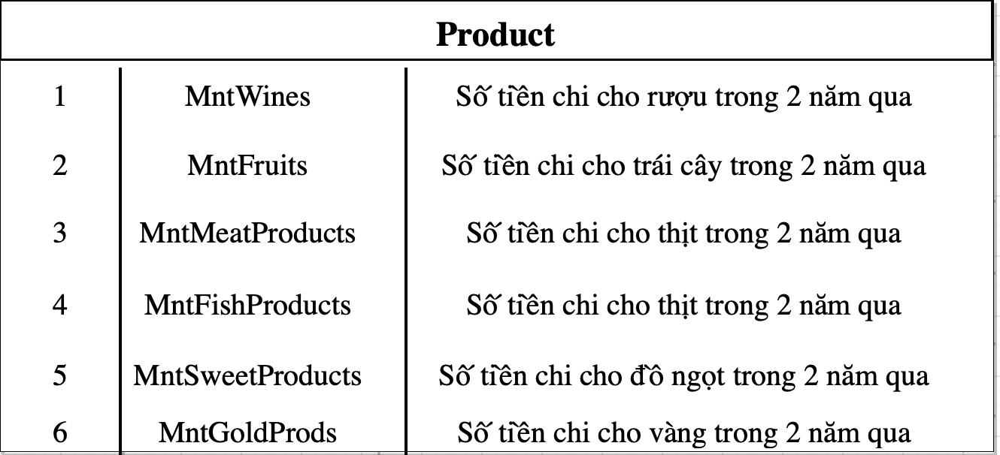 Product
1 MntWines Số tiền chi cho rượu trong 2 năm qua
2 MntFruits Số tiền chi cho trái cây trong 2 năm qua
3 MntMeatProducts Số tiền chi cho thịt trong 2 năm qua
4 MntFishProducts Số tiền chi cho thịt trong 2 năm qua
5 MntSweetProducts Số tiền chi cho đồ ngọt trong 2 năm qua
6 MntGoldProds Số tiền chi cho vàng trong 2 năm qua